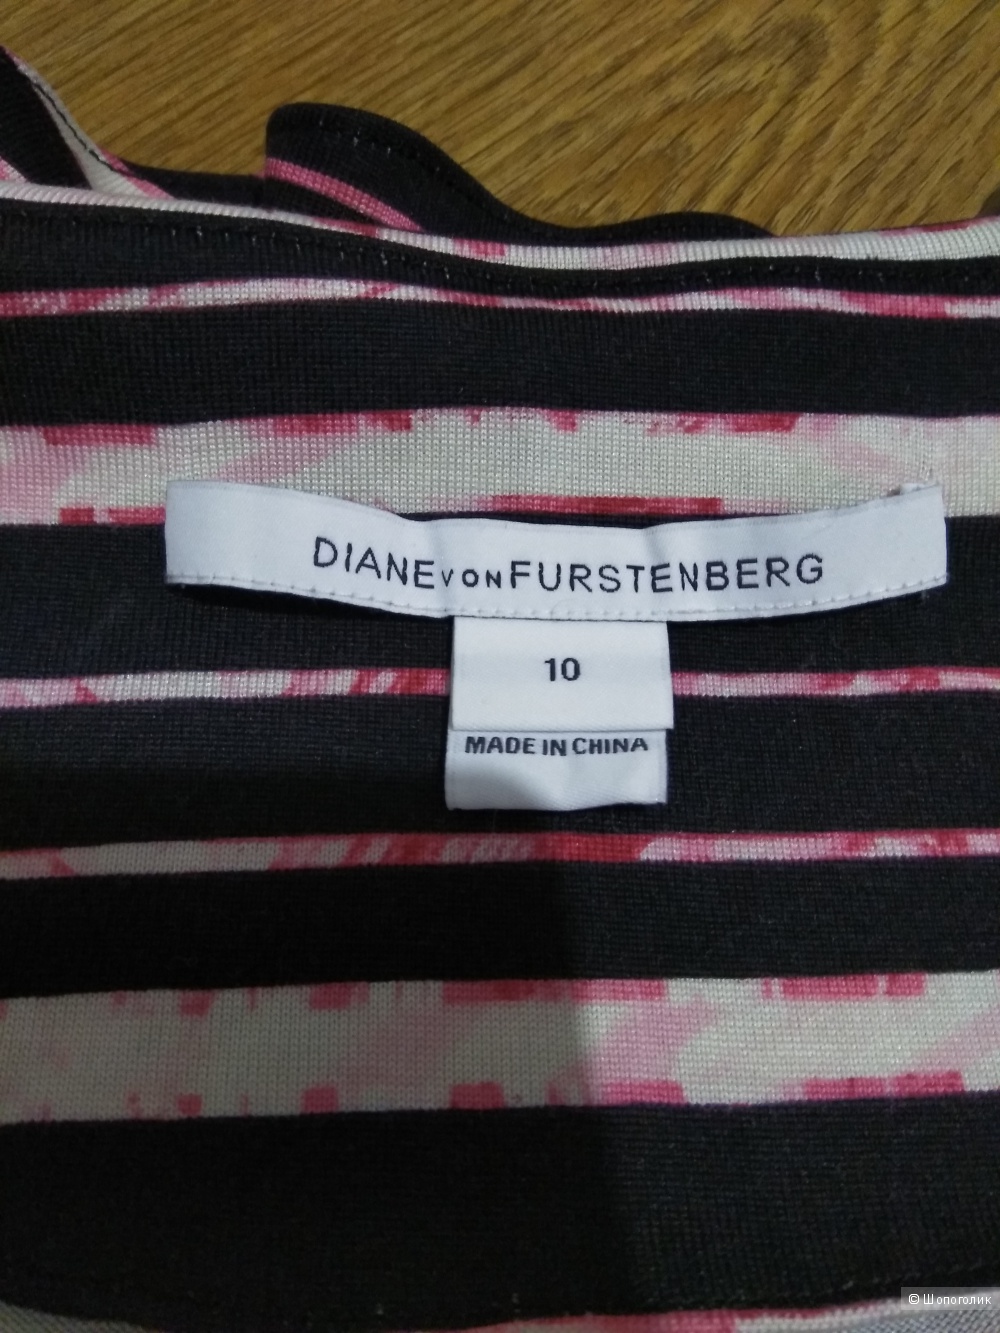 DIANE VON FURSTENBERG
10
MADE IN CHINA
© Шопоголик